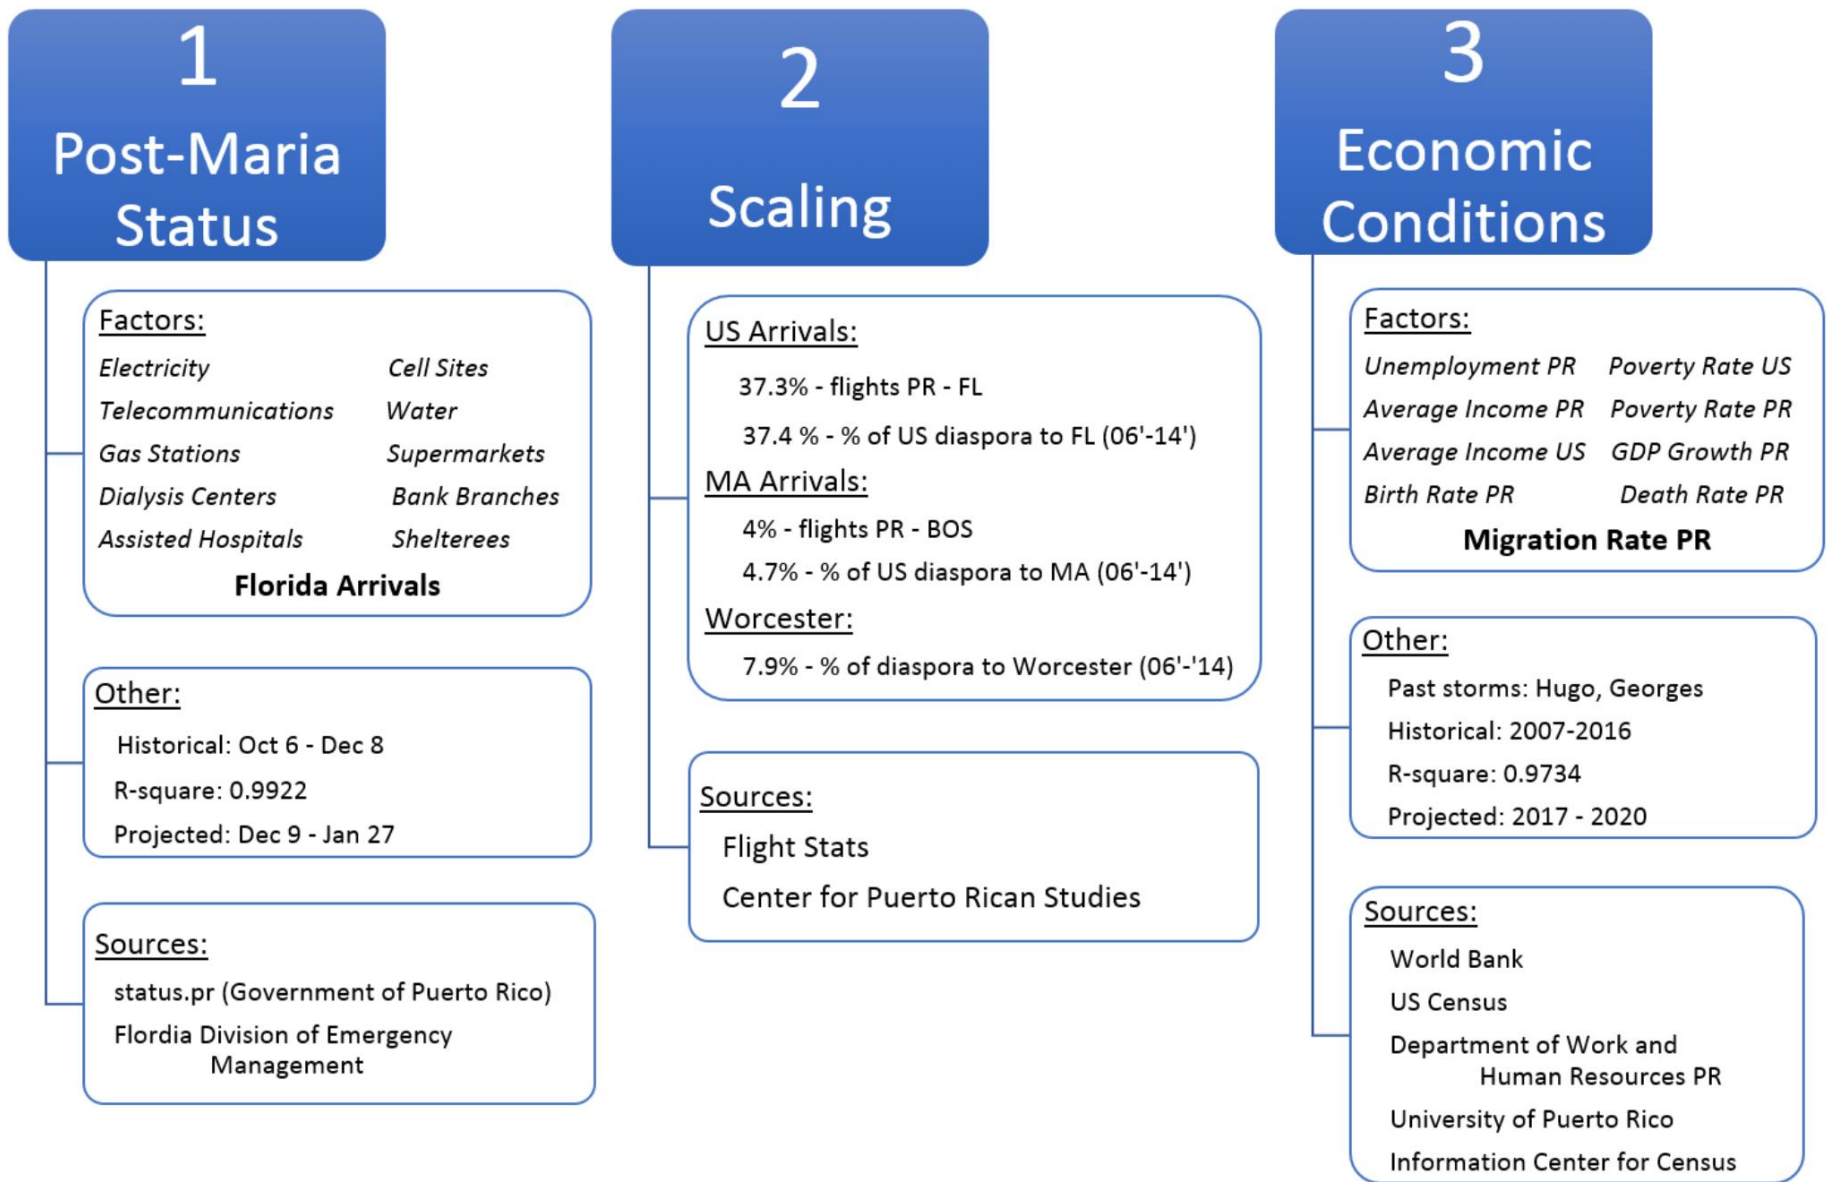 1
Post-Maria
Status
Factors:
Electricity Cell Sites
Telecommunications Water
Gas Stations Supermarkets
Dialysis Centers Bank Branches
Assisted Hospitals Shelterees
Florida Arrivals
Other:
Historical: Oct 6 - Dec 8
R-square: 0.9922
Projected: Dec 9 - Jan 27
Sources:
status.pr (Government of Puerto Rico)
Flordia Division of Emergency
Management
2
Scaling
US Arrivals:
37.3% - flights PR - FL
37.4 % - % of US diaspora to FL (06'-14')
MA Arrivals:
4% - flights PR - BOS
4.7% - % of US diaspora to MA (06'-14')
Worcester:
7.9% - % of diaspora to Worcester (06'-'14)
Sources:
Flight Stats
Center for Puerto Rican Studies
3
Economic
Conditions
Factors:
Unemployment PR Poverty Rate US
Average Income PR Poverty Rate PR
Average Income US GDP Growth PR
Birth Rate PR Death Rate PR
Migration Rate PR
Other:
Past storms: Hugo, Georges
Historical: 2007-2016
R-square: 0.9734
Projected: 2017 - 2020
Sources:
World Bank
US Census
Department of Work and
Human Resources PR
University of Puerto Rico
Information Center for Census